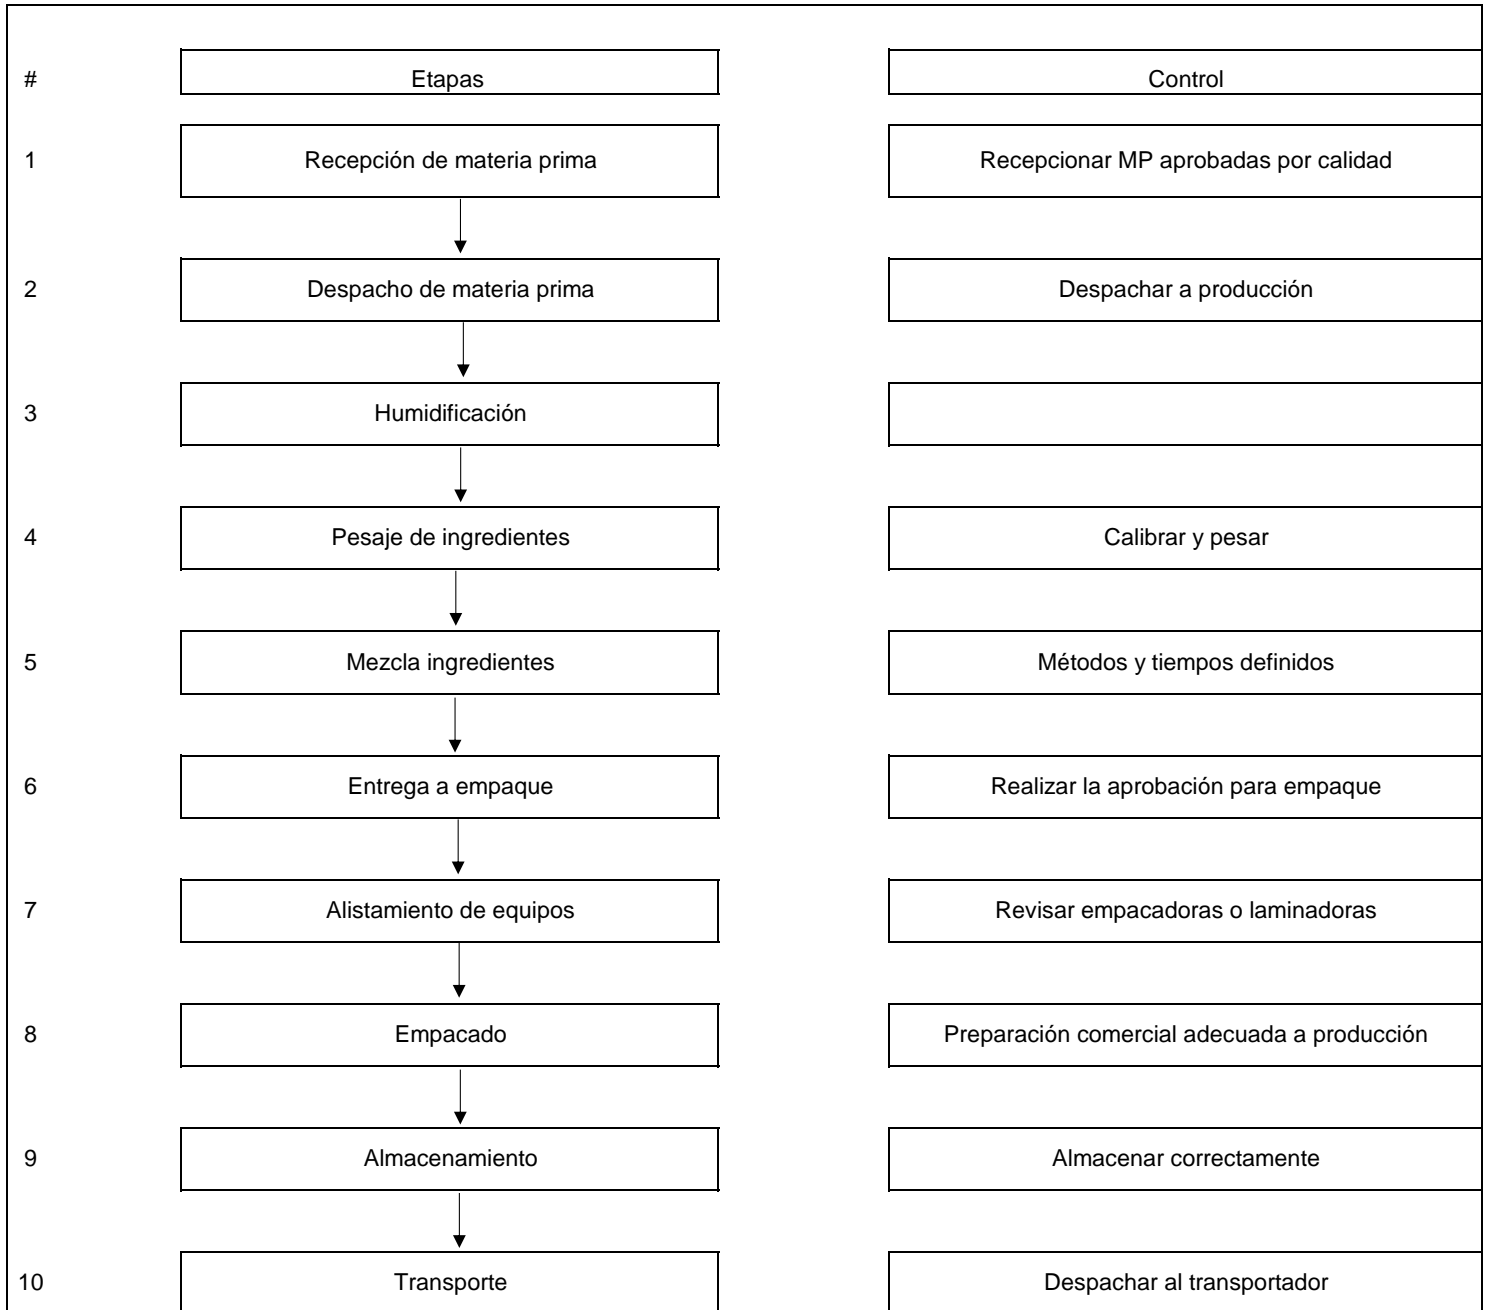 # Etapas Control
1 Recepción de materia prima Recepcionar MP aprobadas por calidad
2 Despacho de materia prima Despachar a producción
3 Humidificación
4 Pesaje de ingredientes Calibrar y pesar
5 Mezcla ingredientes Métodos y tiempos definidos
6 Entrega a empaque Realizar la aprobación para empaque
7 Alistamiento de equipos Revisar empacadoras o laminadoras
8 Empacado Preparación comercial adecuada a producción
9 Almacenamiento Almacenar correctamente
10 Transporte Despachar al transportador